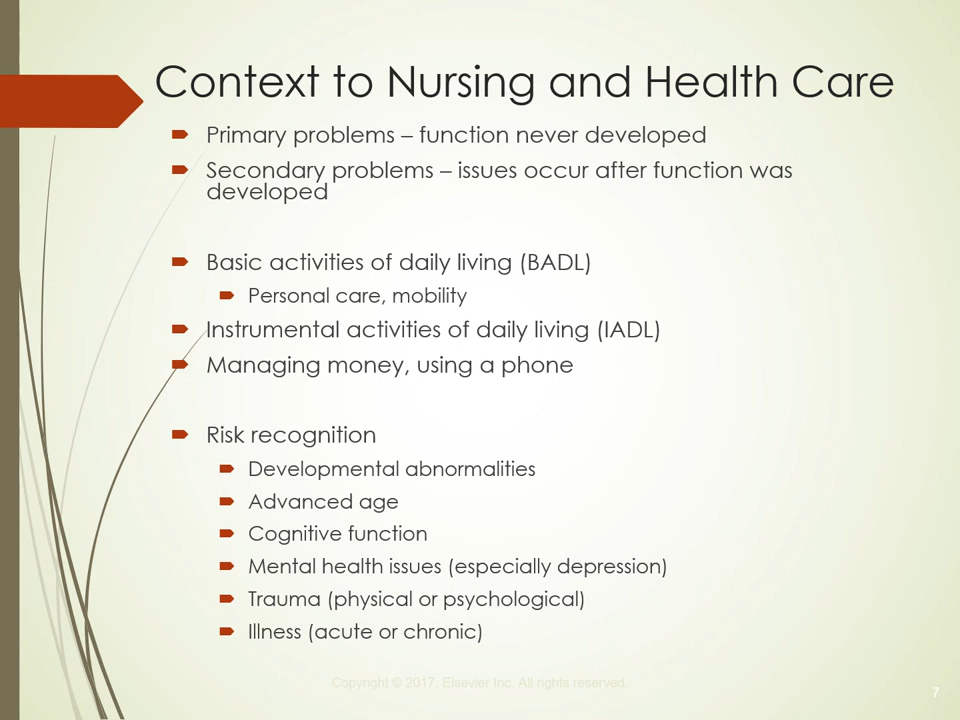 Context to Nursing and Health Care
Primary problems – function never developed
Secondary problems – issues occur after function was
developed
Basic activities of daily living (BADL)
Personal care, mobility
Instrumental activities of daily living (IADL)
Managing money, using a phone
Risk recognition
Developmental abnormalities
Advanced age
Cognitive function
Mental health issues (especially depression)
Trauma (physical or psychological)
Illness (acute or chronic)
Copyright © 2017, Elsevier Inc. All rights reserved.
7